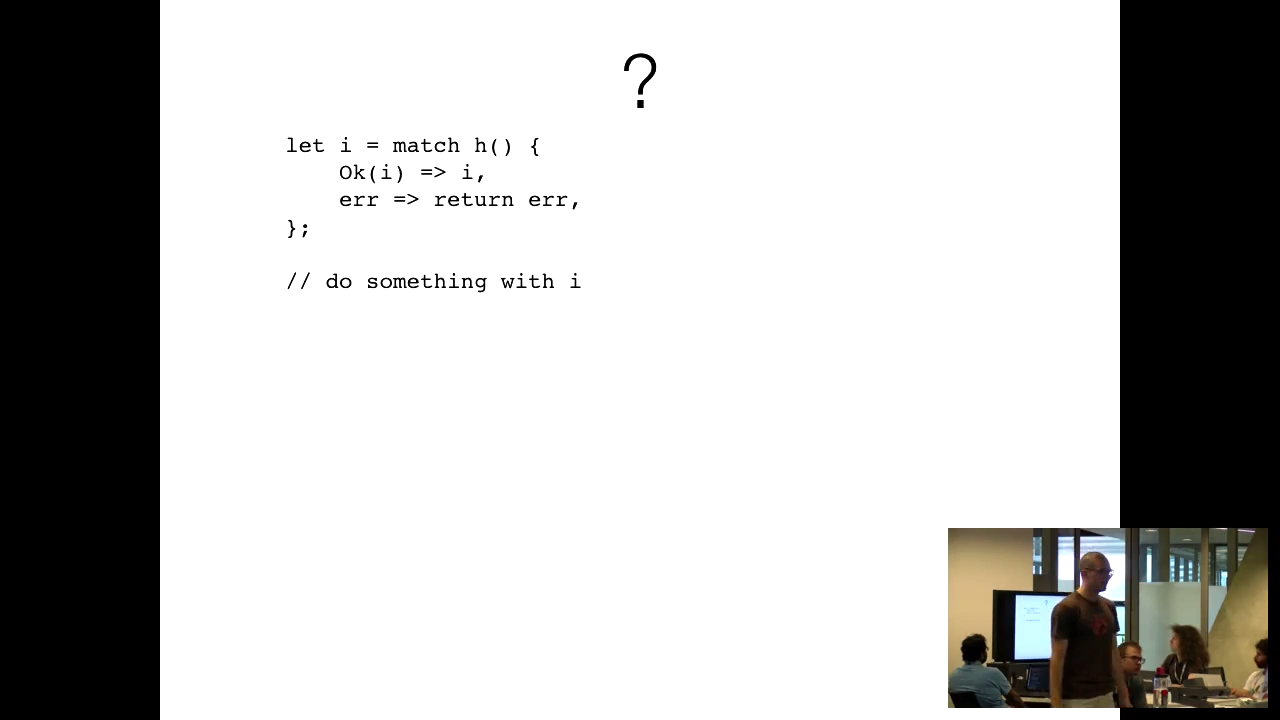 ?
let i = match h() {
    Ok(i) => i,
    err => return err,
};
// do something with i